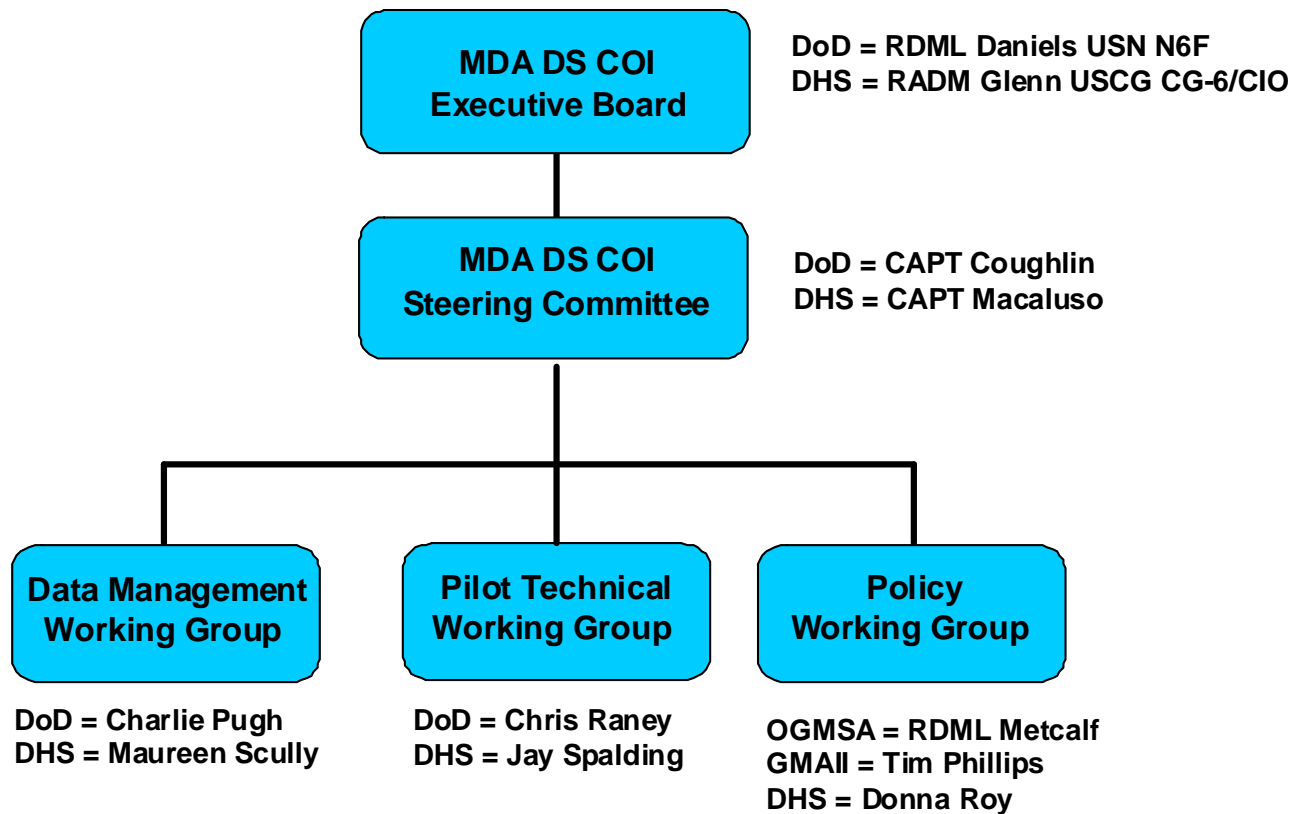 MDA DS COI
Executive Board
DoD = RDML Daniels USN N6F
DHS = RADM Glenn USCG CG-6/CIO
MDA DS COI
Steering Committee
DoD = CAPT Coughlin
DHS = CAPT Macaluso
Data Management
Working Group
DoD = Charlie Pugh
DHS = Maureen Scully
Pilot Technical
Working Group
DoD = Chris Raney
DHS = Jay Spalding
Policy
Working Group
OGMSA = RDML Metcalf
GMAII = Tim Phillips
DHS = Donna Roy